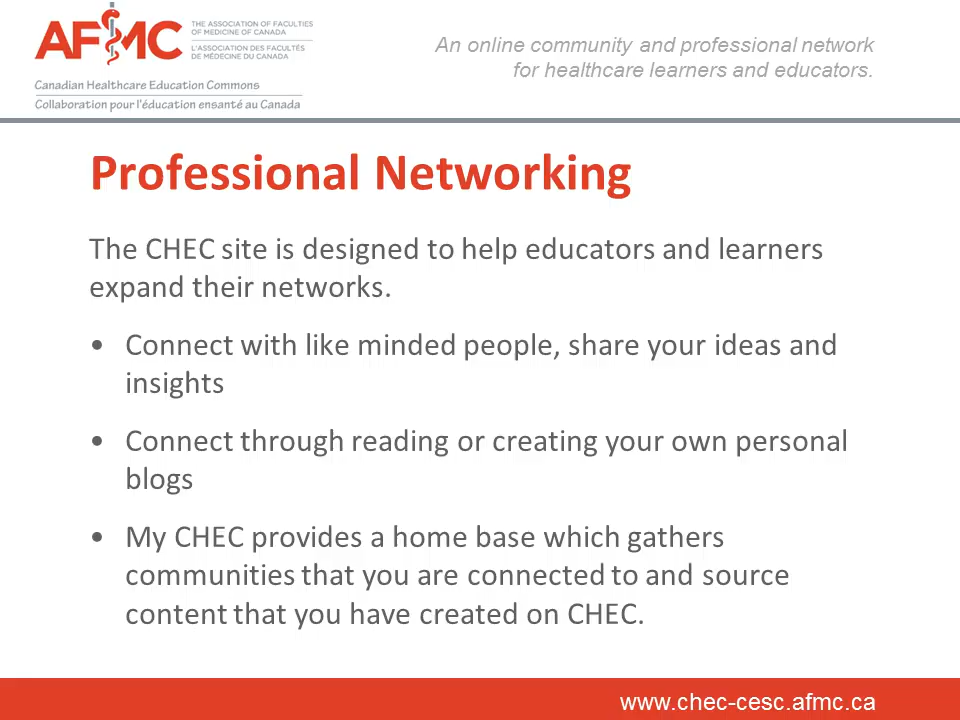 AFMC
THE ASSOCIATION OF FACULTIES
OF MEDICINE OF CANADA
L'ASSOCIATION DES FACULTÉS
DE MÉDECINE DU CANADA
Canadian Healthcare Education Commons
Collaboration pour l'éducation ensanté au Canada
An online community and professional network
for healthcare learners and educators.
Professional Networking
The CHEC site is designed to help educators and learners
expand their networks.
• Connect with like minded people, share your ideas and
insights
• Connect through reading or creating your own personal
blogs
• My CHEC provides a home base which gathers
communities that you are connected to and source
content that you have created on CHEC.
www.chec-cesc.afmc.ca